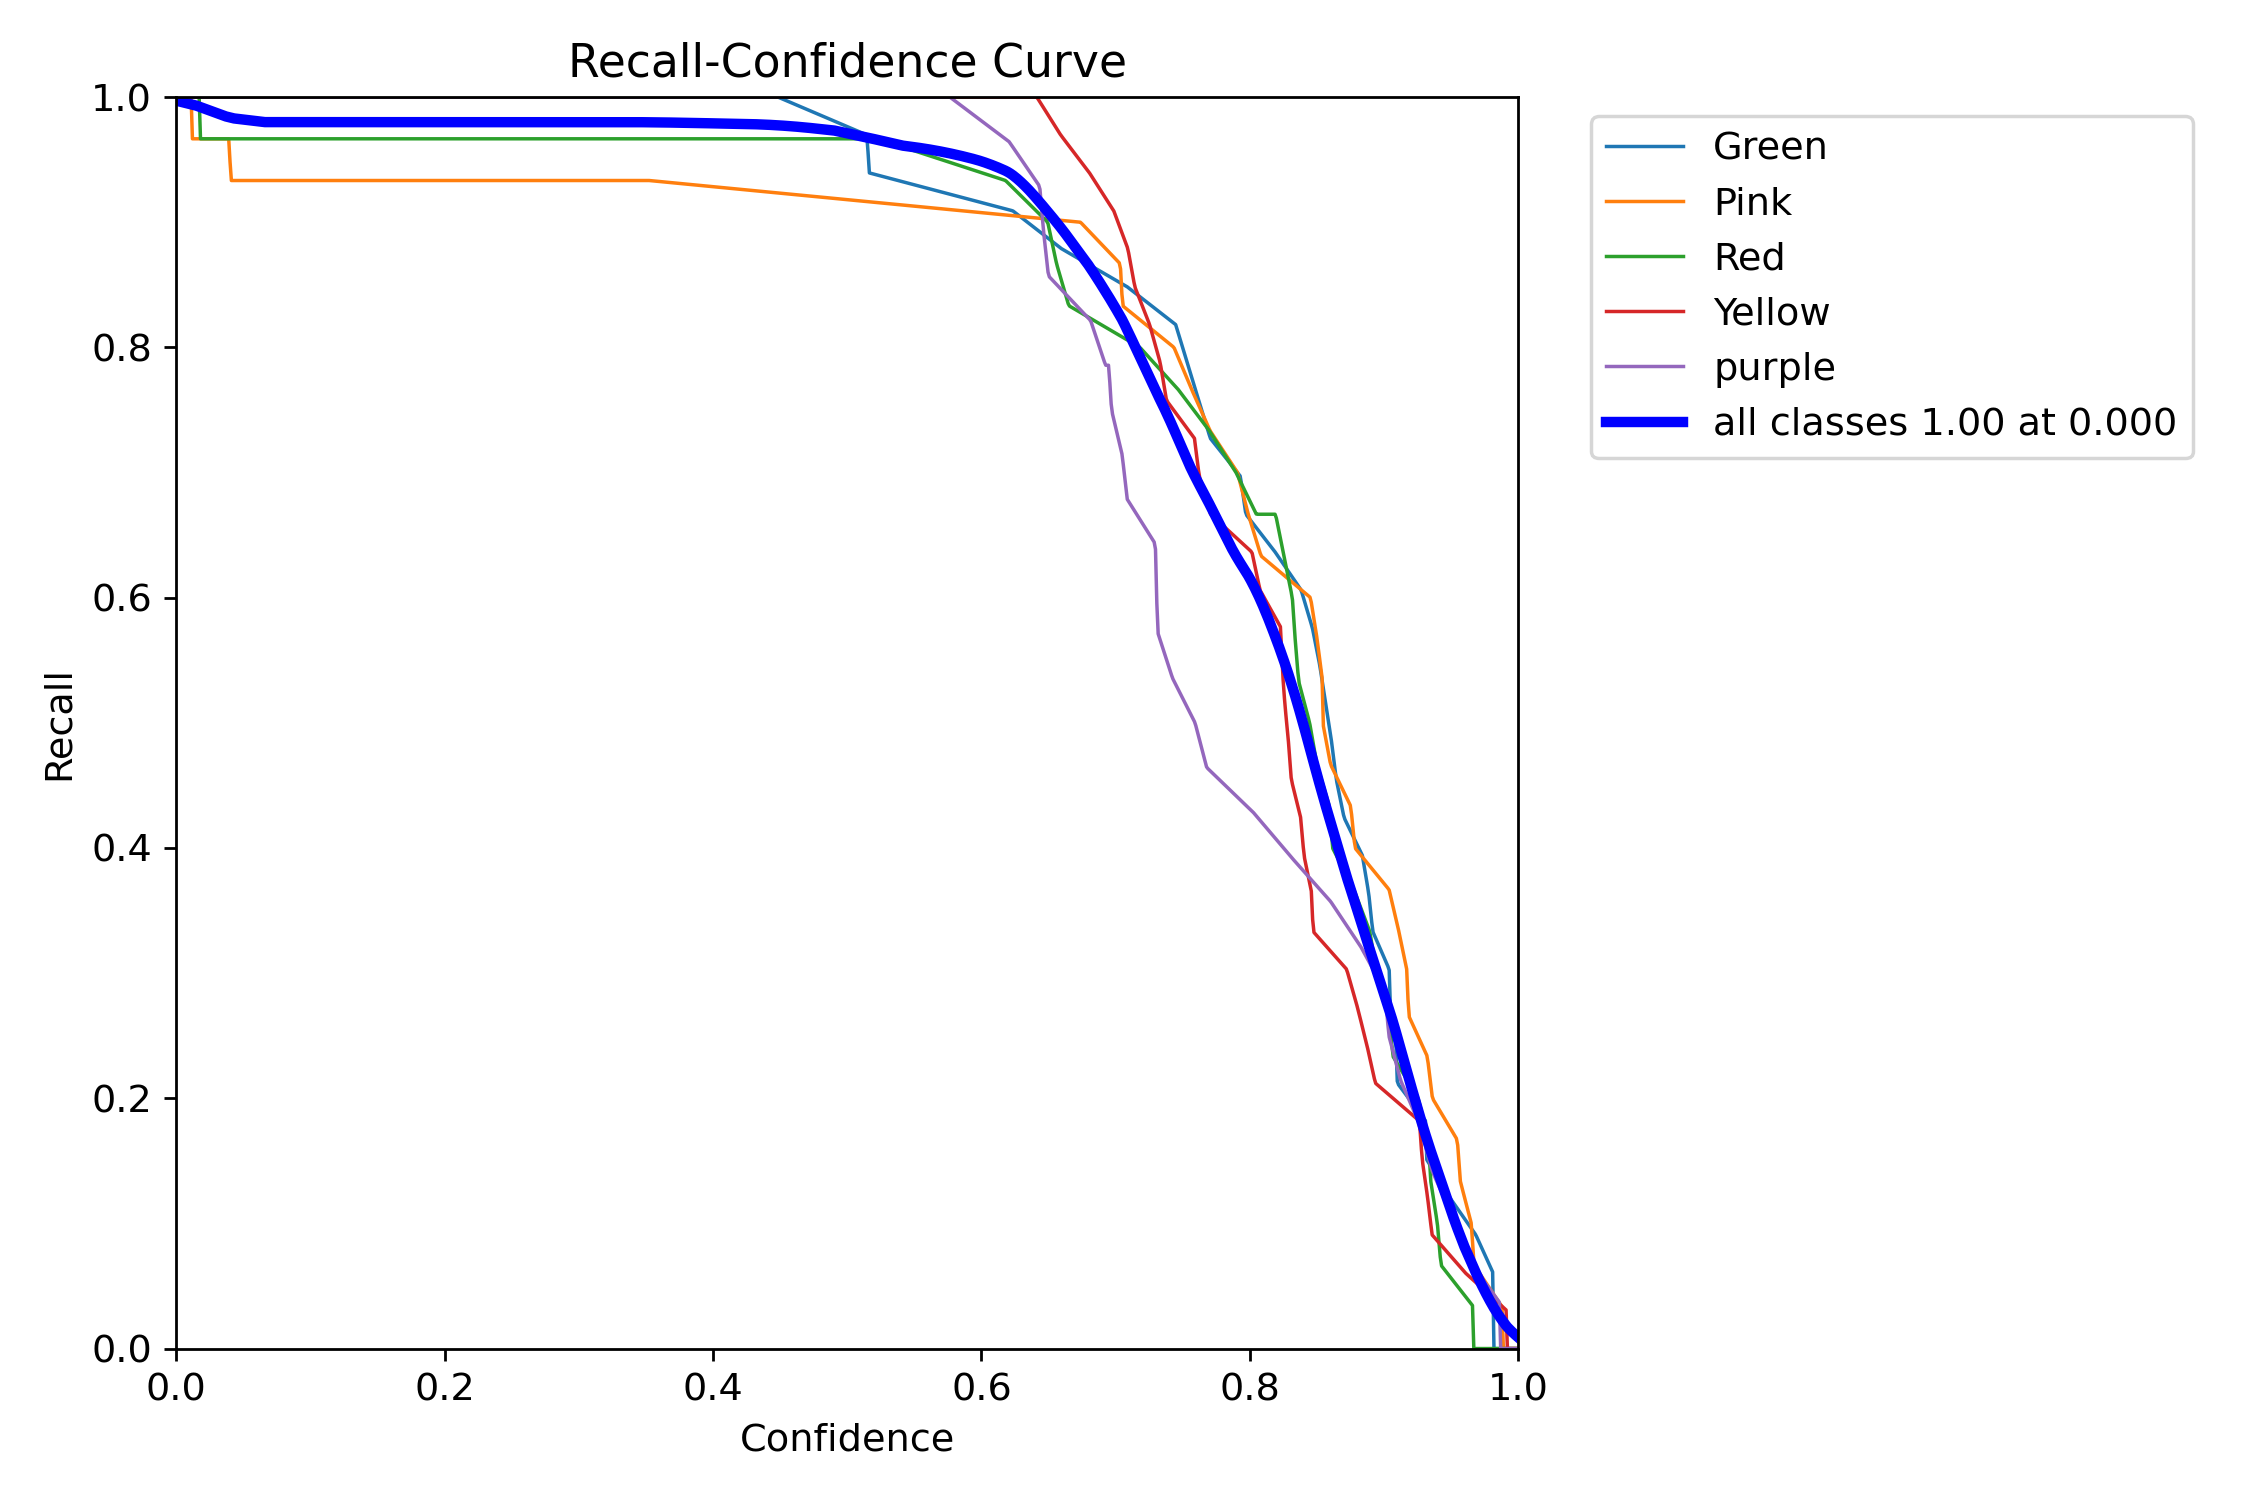 Recall-Confidence Curve
1.0
0.8
0.6
0.4
0.2
0.0
Recall
0.0 0.2 0.4 0.6 0.8 1.0
Confidence
Green
Pink
Red
Yellow
purple
all classes 1.00 at 0.000